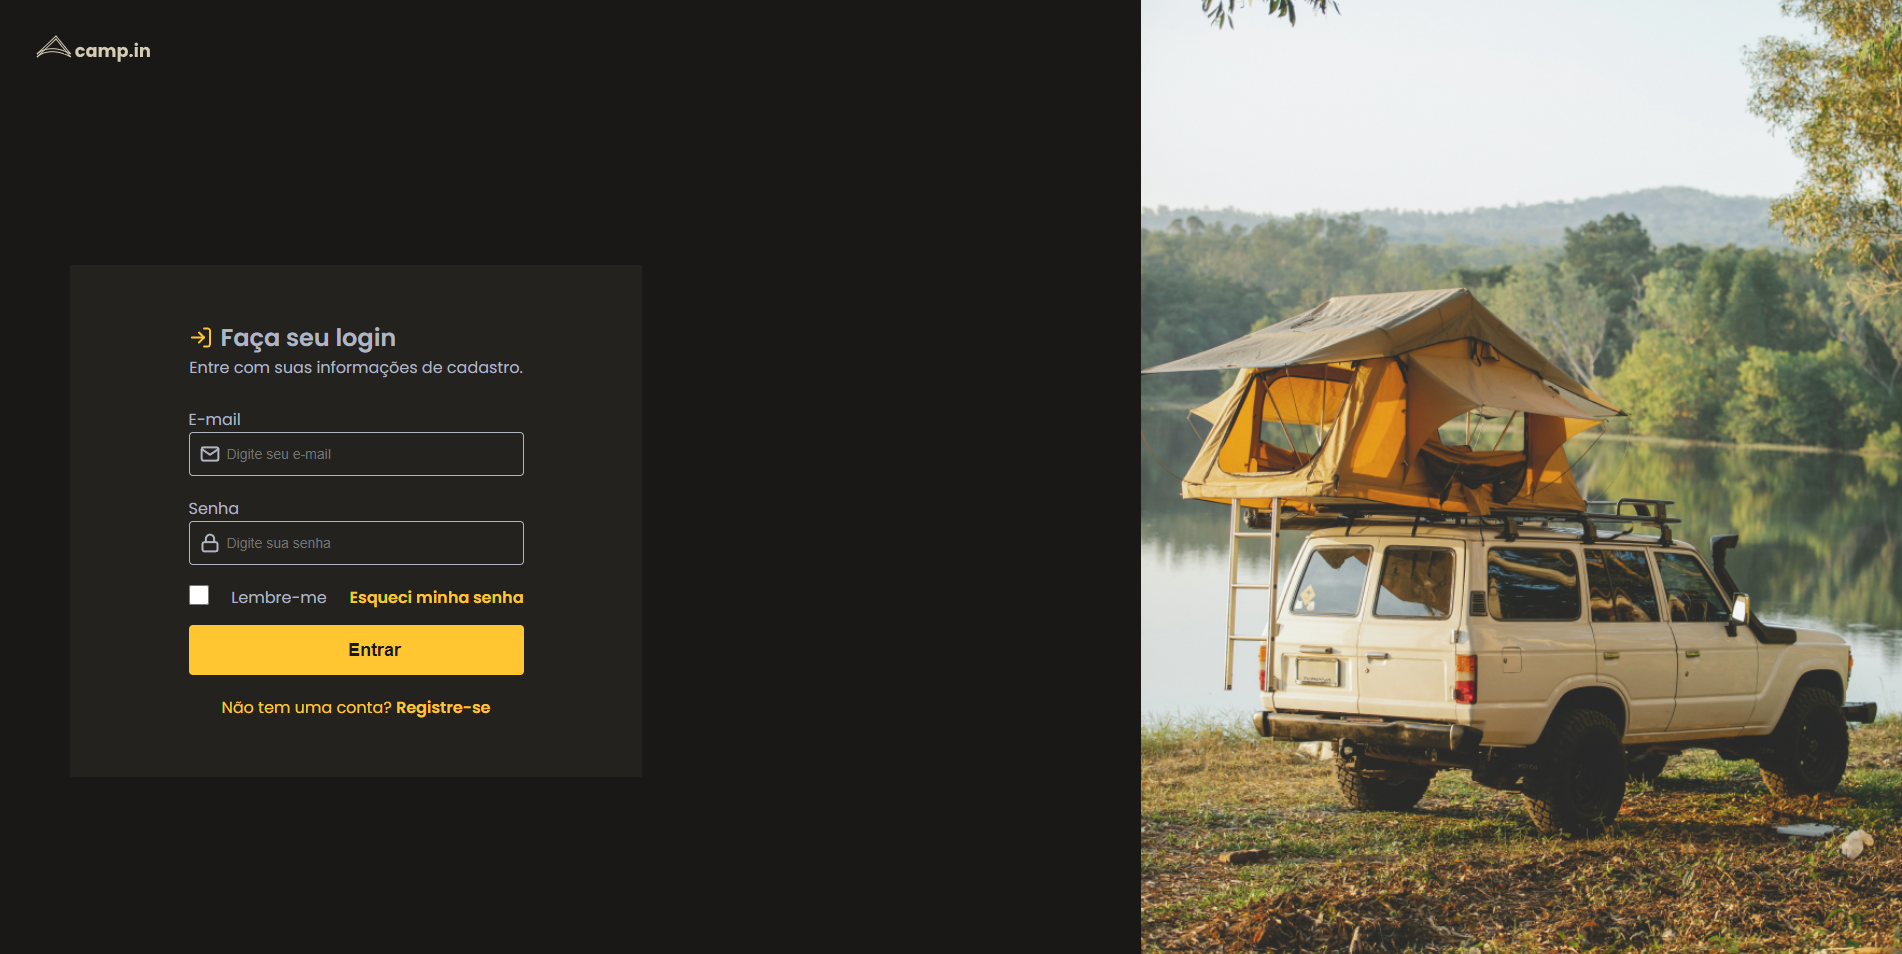 camp.in
Faça seu login
Entre com suas informações de cadastro.
E-mail
Digite seu e-mail
Senha
Digite sua senha
Lembre-me Esqueci minha senha
Entrar
Não tem uma conta? Registre-se